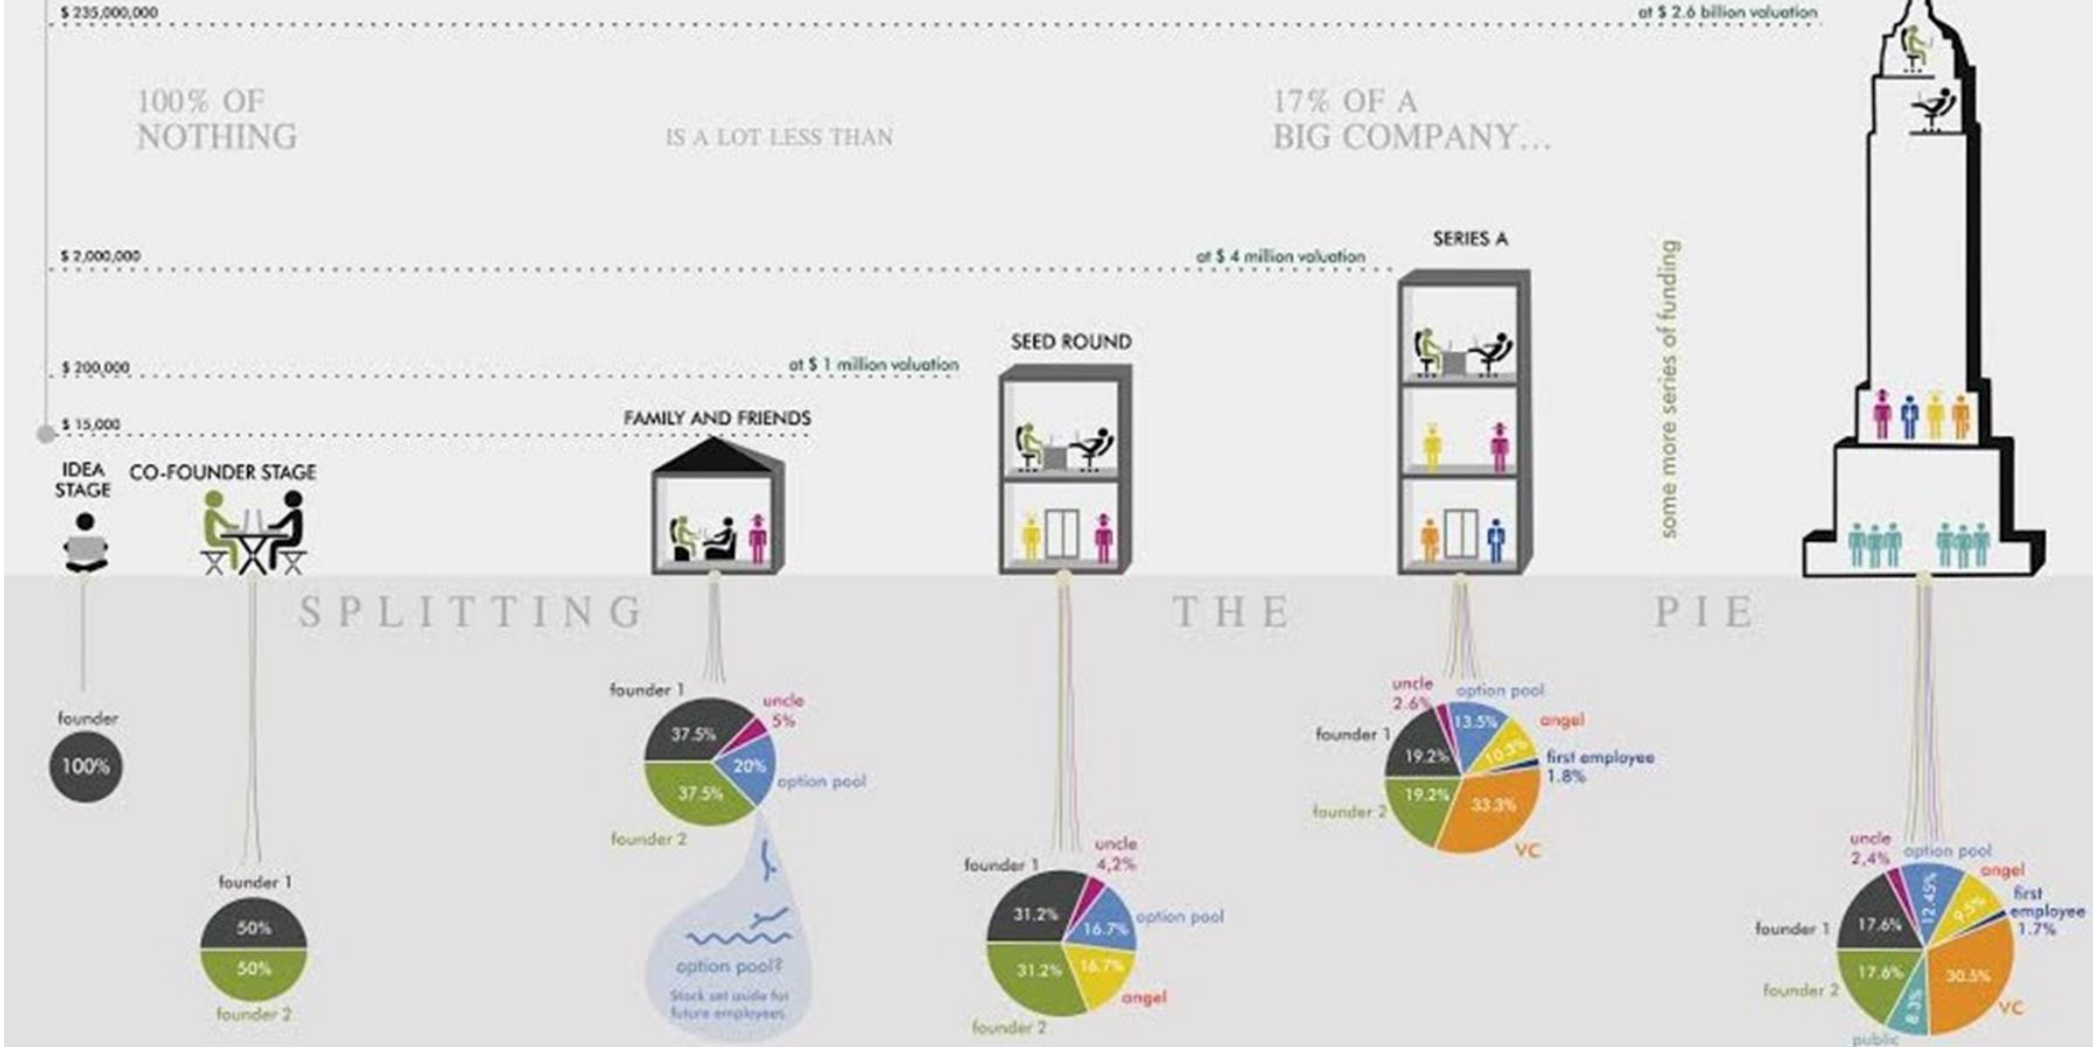 $ 235,000,000
at $ 2.6 billion valuation
100% OF
NOTHING
IS A LOT LESS THAN
17% OF A
BIG COMPANY...
$ 2,000,000
at $ 4 million valuation
SERIES A
some more series of funding
$ 200,000
at $ 1 million valuation
SEED ROUND
$ 15,000
FAMILY AND FRIENDS
IDEA
STAGE
CO-FOUNDER STAGE
SPLITTING
THE
PIE
founder
100%
founder 1
50%
50%
founder 2
founder 1
uncle
5%
37.5%
20%
option pool
37.5%
founder 2
option pool?
Stock set aside for
future employees
founder 1
uncle
4,2%
31.2%
16.7%
option pool
31.2%
16.7%
angel
founder 2
uncle
2.6%
option pool
13.5%
angel
founder 1
19.2%
10.3%
first employee
1.8%
19.2%
33.3%
founder 2
VC
uncle
2,4%
option pool
12.45%
angel
9.5%
first
employee
1.7%
founder 1
17.6%
17.6%
30.5%
founder 2
8.3%
VC
public